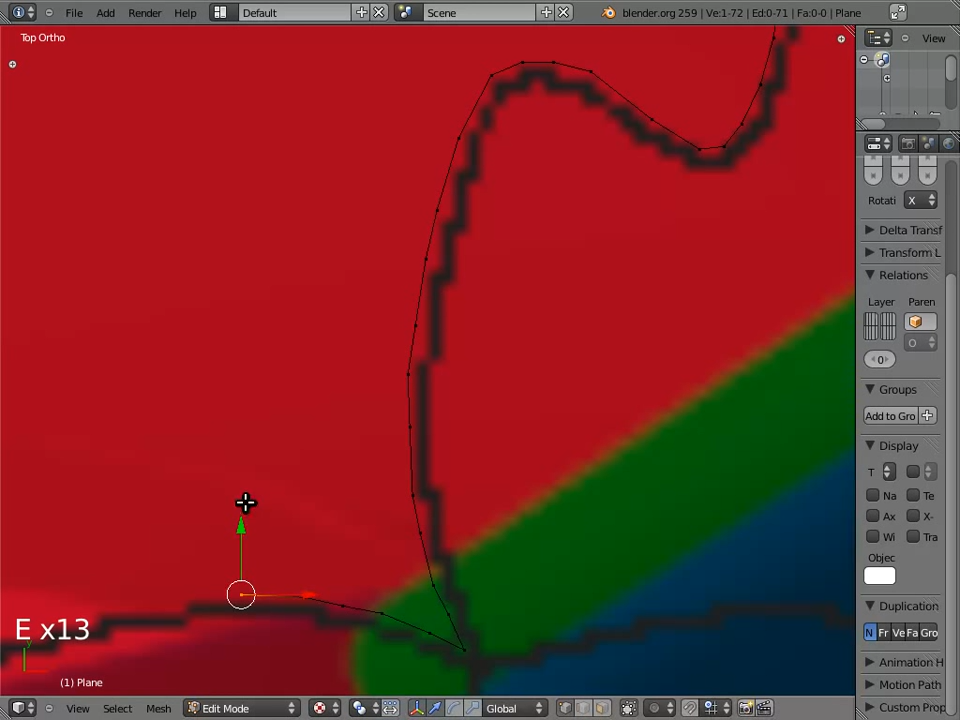 File Add Render Help Default Scene blender.org 259 | Ve:1-72 | Ed:0-71 | Fa:0-0 | Plane
Top Ortho
View
Rotati X
Delta Transf
Transform L
Relations
Layer Paren
O
0
Groups
Add to Gro
Display
T
Na Te
Ax X-
Wi Tra
Objec
Duplication
N Fr Ve Fa Gro
Animation H
Motion Path
Custom Prop
E x13
(1) Plane
View Select Mesh Edit Mode Global